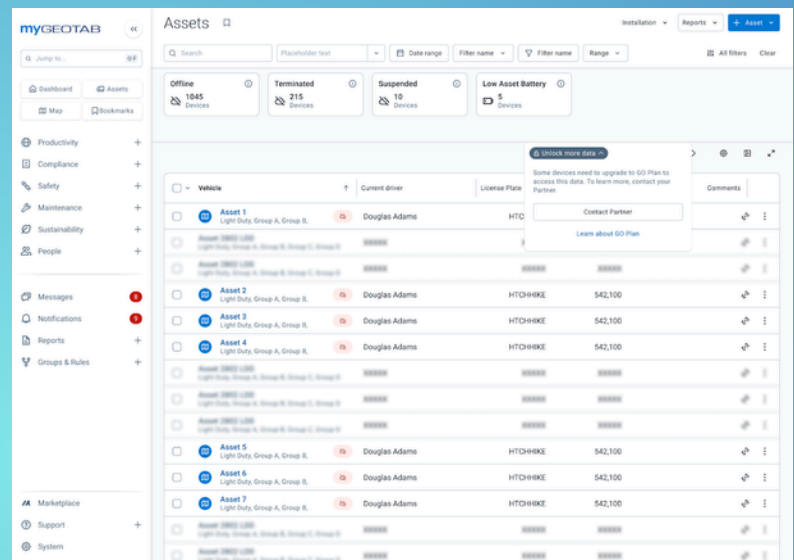 myGEOTAB
Jump to...
Dashboard
Assets
Map
Bookmarks
Productivity
Compliance
Safety
Maintenance
Sustainability
People
Messages
8
Notifications
9
Reports
Groups & Rules
Marketplace
Support
System
Assets
Installation
Reports
+ Asset
Search
Placeholder text
Date range
Filter name
Filter name
Range
All filters
Clear
Offline
1045
Devices
Terminated
215
Devices
Suspended
10
Devices
Low Asset Battery
5
Devices
Unlock more data
Some devices need to upgrade to GO Plan to
access this data. To learn more, contact your
Partner.
Contact Partner
Learn about GO Plan
Vehicle
Current driver
License Plate
Comments
Asset 1
Light Duty, Group A, Group B,
Douglas Adams
HTC
Asset 2
Light Duty, Group A, Group B,
Douglas Adams
HTCHHIKE
542,100
Asset 3
Light Duty, Group A, Group B,
Douglas Adams
HTCHHIKE
542,100
Asset 4
Light Duty, Group A, Group B,
Douglas Adams
HTCHHIKE
542,100
Asset 5
Light Duty, Group A, Group B,
Douglas Adams
HTCHHIKE
542,100
Asset 6
Light Duty, Group A, Group B,
Douglas Adams
HTCHHIKE
542,100
Asset 7
Light Duty, Group A, Group B,
Douglas Adams
HTCHHIKE
542,100